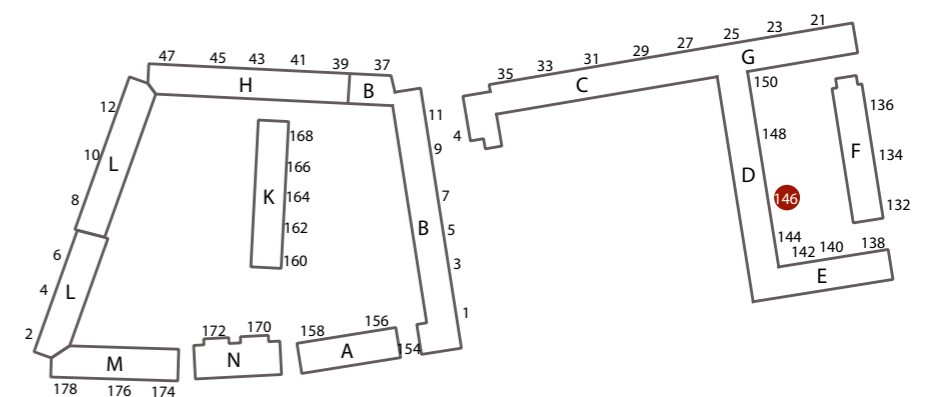 47 45 43 41 39 37
H B
12 10 8 L
6 4 2 L
168 166 164 162 160
K
11 9 7 5 3 1
B
172 170
N
158 156 154
A
M
178 176 174
35 33 31 29 27 25 23 21
C G
4
150 148 146 144
D
142 140 138
E
136 134 132
F